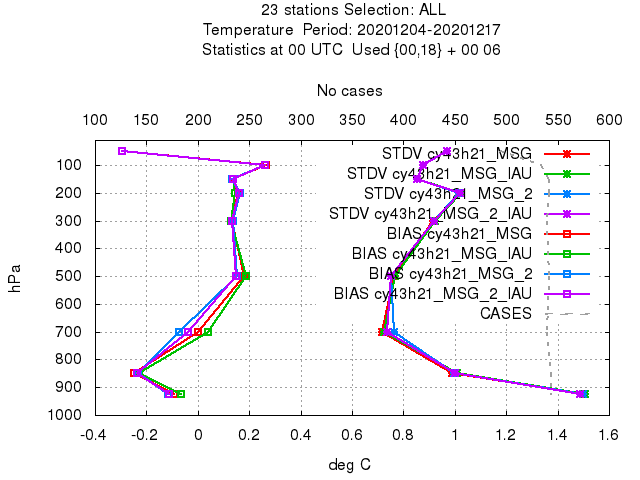 23 stations Selection: ALL
Temperature  Period: 20201204-20201217
Statistics at 00 UTC  Used {00,18} + 00 06
No cases
100 150 200 250 300 350 400 450 500 550 600
STDV cy43h21_MSG
STDV cy43h21_MSG_IAU
STDV cy43h21_MSG_2
STDV cy43h21_MSG_2_IAU
BIAS cy43h21_MSG
BIAS cy43h21_MSG_IAU
BIAS cy43h21_MSG_2
BIAS cy43h21_MSG_2_IAU
CASES
hPa
100
200
300
400
500
600
700
800
900
1000
-0.4 -0.2 0 0.2 0.4 0.6 0.8 1 1.2 1.4 1.6
deg C